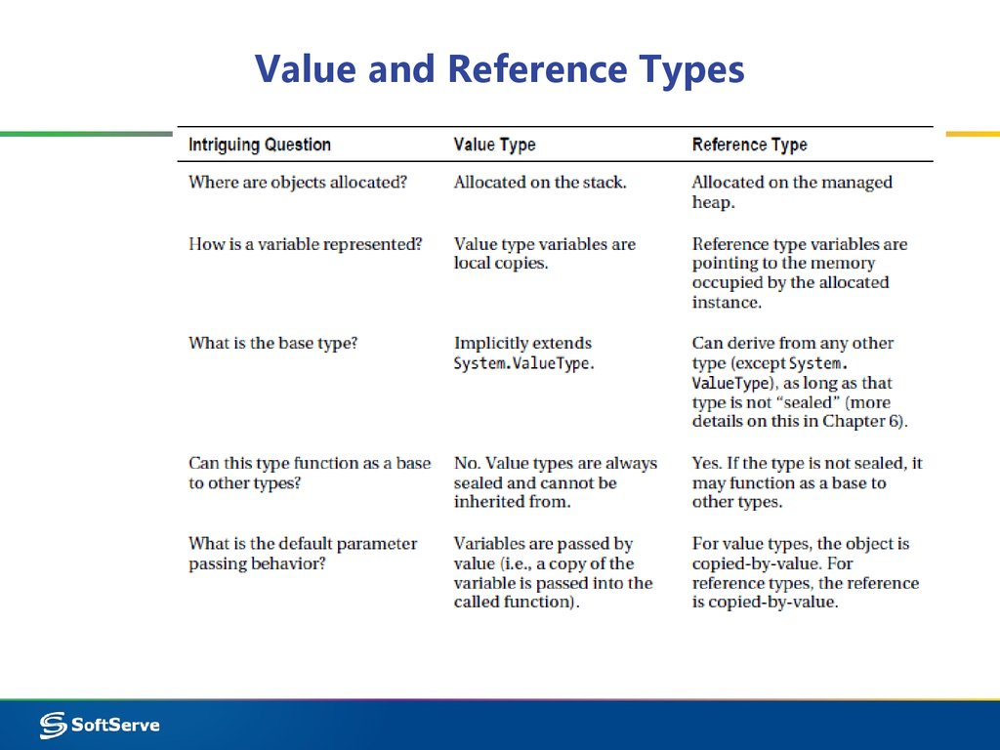 Value and Reference Types
Intriguing Question
Value Type
Reference Type
Where are objects allocated?
Allocated on the stack.
Allocated on the managed
heap.
How is a variable represented?
Value type variables are
local copies.
Reference type variables are
pointing to the memory
occupied by the allocated
instance.
What is the base type?
Implicitly extends
System.ValueType.
Can derive from any other
type (except System.
ValueType), as long as that
type is not “sealed” (more
details on this in Chapter 6).
Can this type function as a base
to other types?
No. Value types are always
sealed and cannot be
inherited from.
Yes. If the type is not sealed, it
may function as a base to
other types.
What is the default parameter
passing behavior?
Variables are passed by
value (i.e., a copy of the
variable is passed into the
called function).
For value types, the object is
copied-by-value. For
reference types, the reference
is copied-by-value.
SoftServe